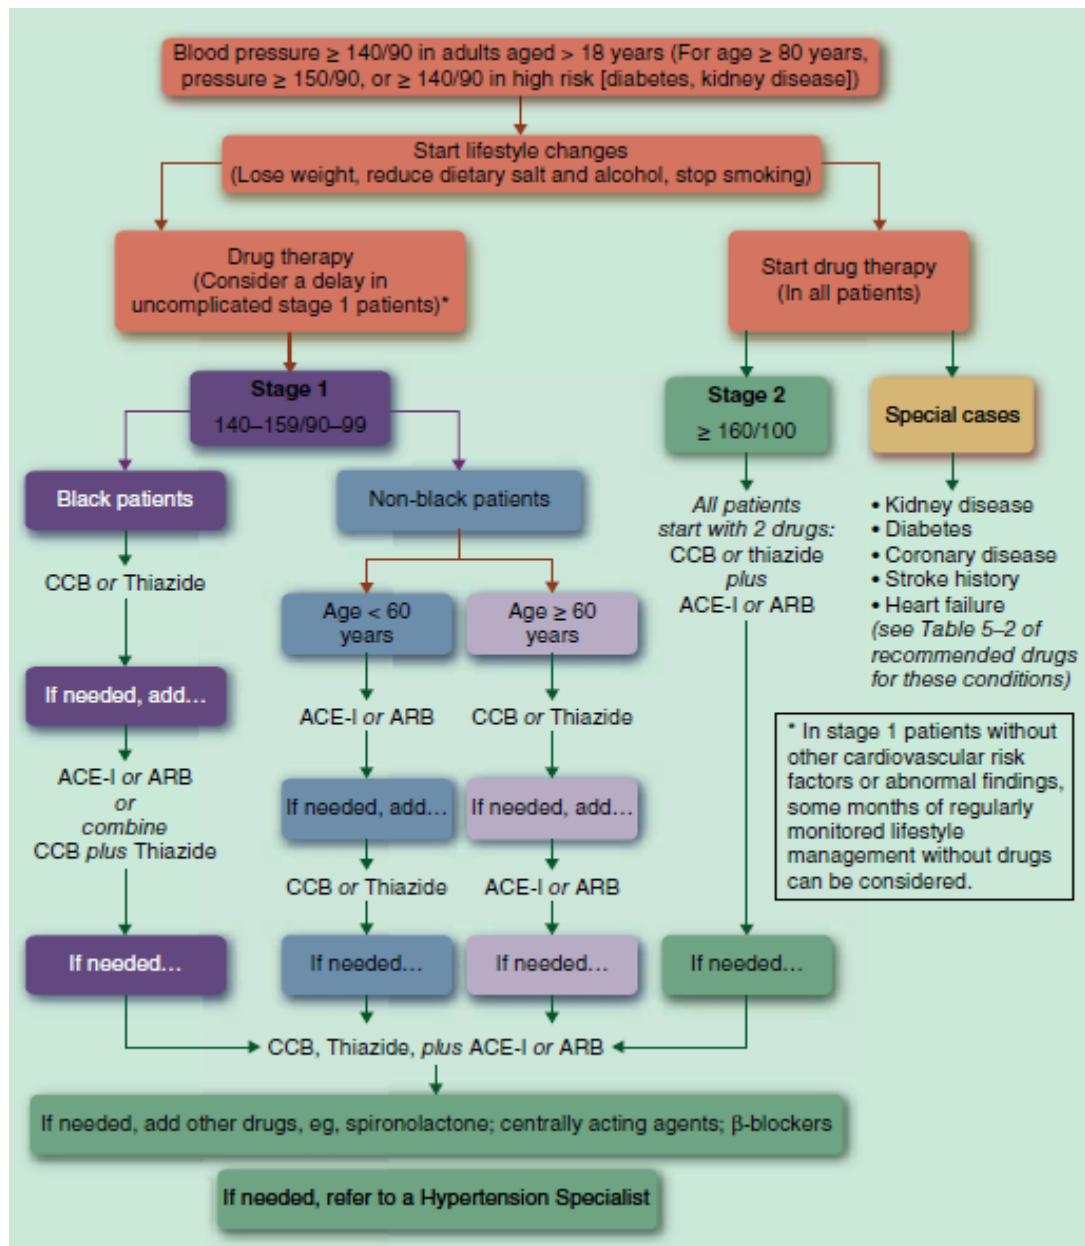 Blood pressure ≥ 140/90 in adults aged > 18 years (For age ≥ 80 years,
pressure ≥ 150/90, or ≥ 140/90 in high risk [diabetes, kidney disease])
Start lifestyle changes
(Lose weight, reduce dietary salt and alcohol, stop smoking)
Drug therapy
(Consider a delay in
uncomplicated stage 1 patients)*
Start drug therapy
(In all patients)
Stage 1
140–159/90–99
Black patients
CCB or Thiazide
If needed, add...
ACE-I or ARB
or
combine
CCB plus Thiazide
If needed...
Non-black patients
Age < 60
years
ACE-I or ARB
If needed, add...
CCB or Thiazide
If needed...
Age ≥ 60
years
CCB or Thiazide
If needed, add...
ACE-I or ARB
If needed...
Stage 2
≥ 160/100
All patients
start with 2 drugs:
CCB or thiazide
plus
ACE-I or ARB
If needed...
Special cases
• Kidney disease
• Diabetes
• Coronary disease
• Stroke history
• Heart failure
(see Table 5–2 of
recommended drugs
for these conditions)
* In stage 1 patients without
other cardiovascular risk
factors or abnormal findings,
some months of regularly
monitored lifestyle
management without drugs
can be considered.
CCB, Thiazide, plus ACE-I or ARB
If needed, add other drugs, eg, spironolactone; centrally acting agents; β-blockers
If needed, refer to a Hypertension Specialist